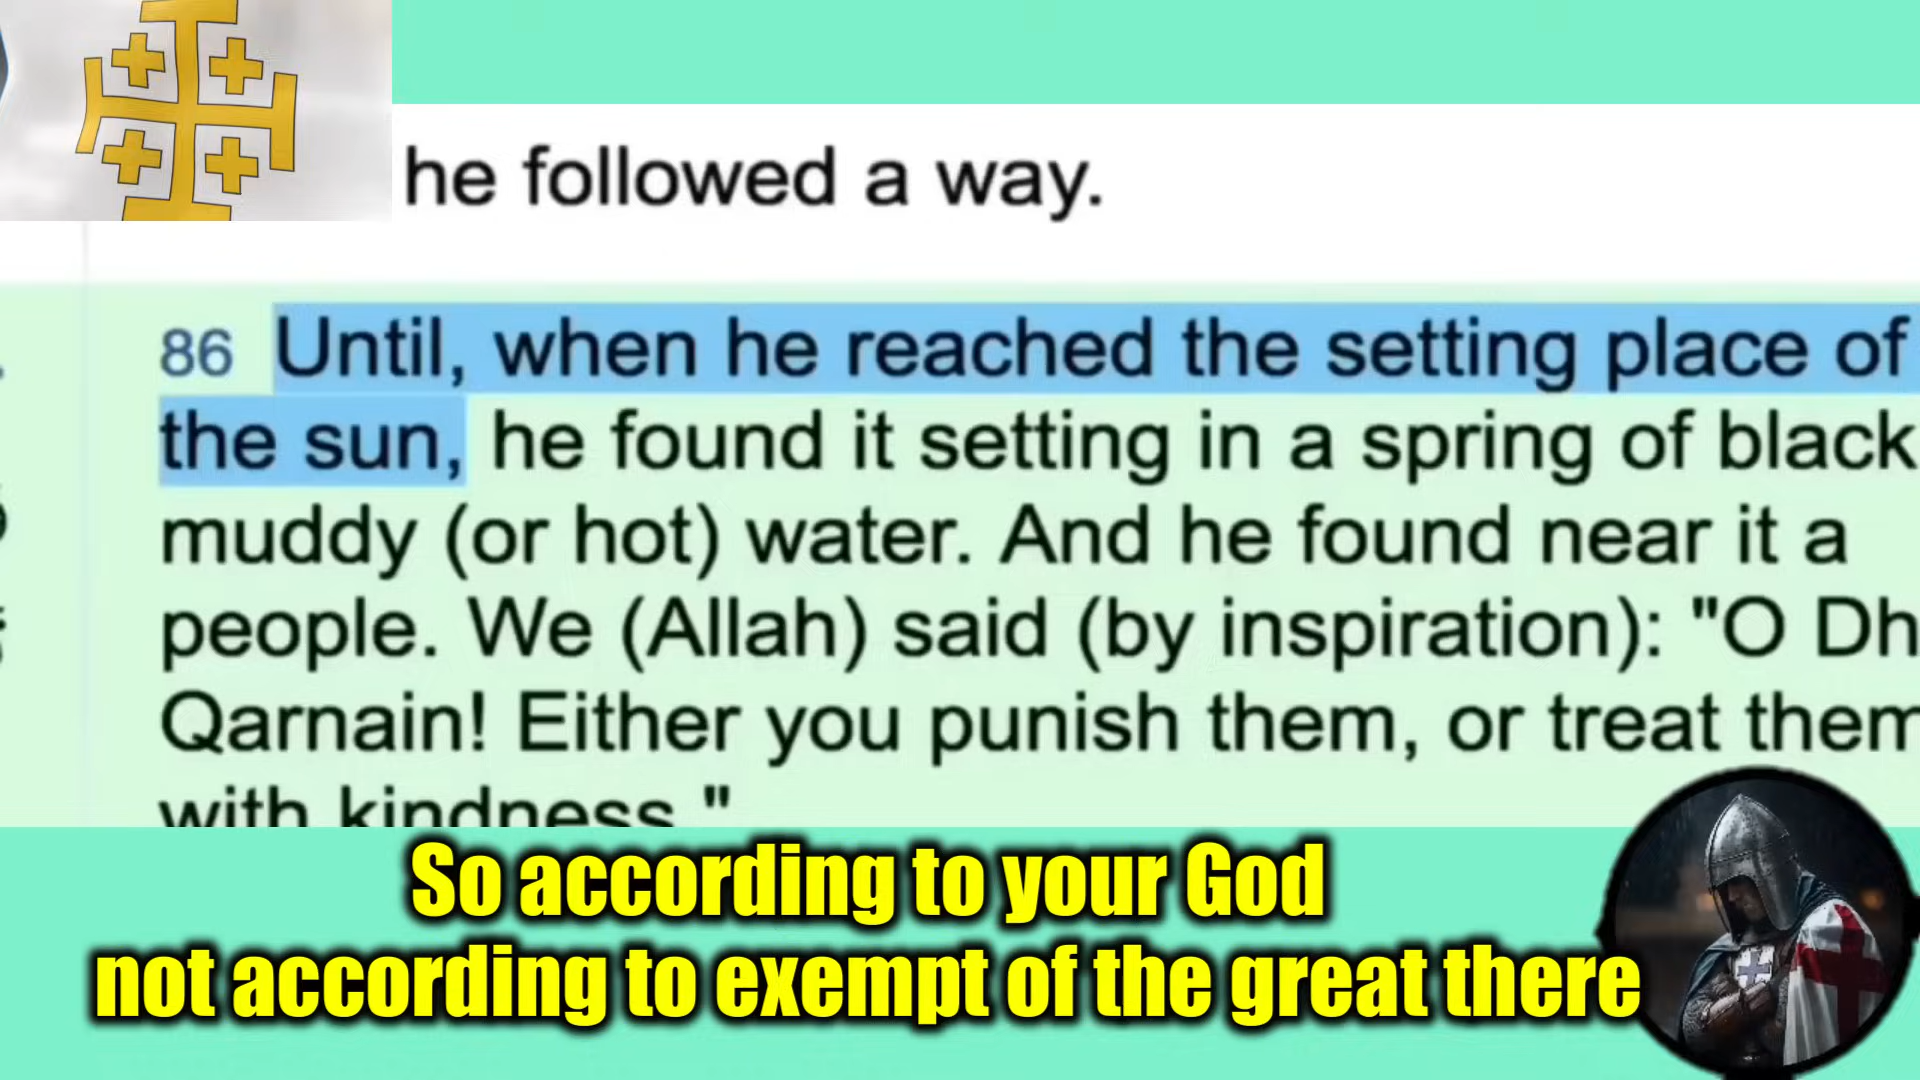 he followed a way.
86 Until, when he reached the setting place of
the sun, he found it setting in a spring of black
muddy (or hot) water. And he found near it a
people. We (Allah) said (by inspiration): "O Dh
Qarnain! Either you punish them, or treat them
with kindness."
So according to your God
not according to exempt of the great there